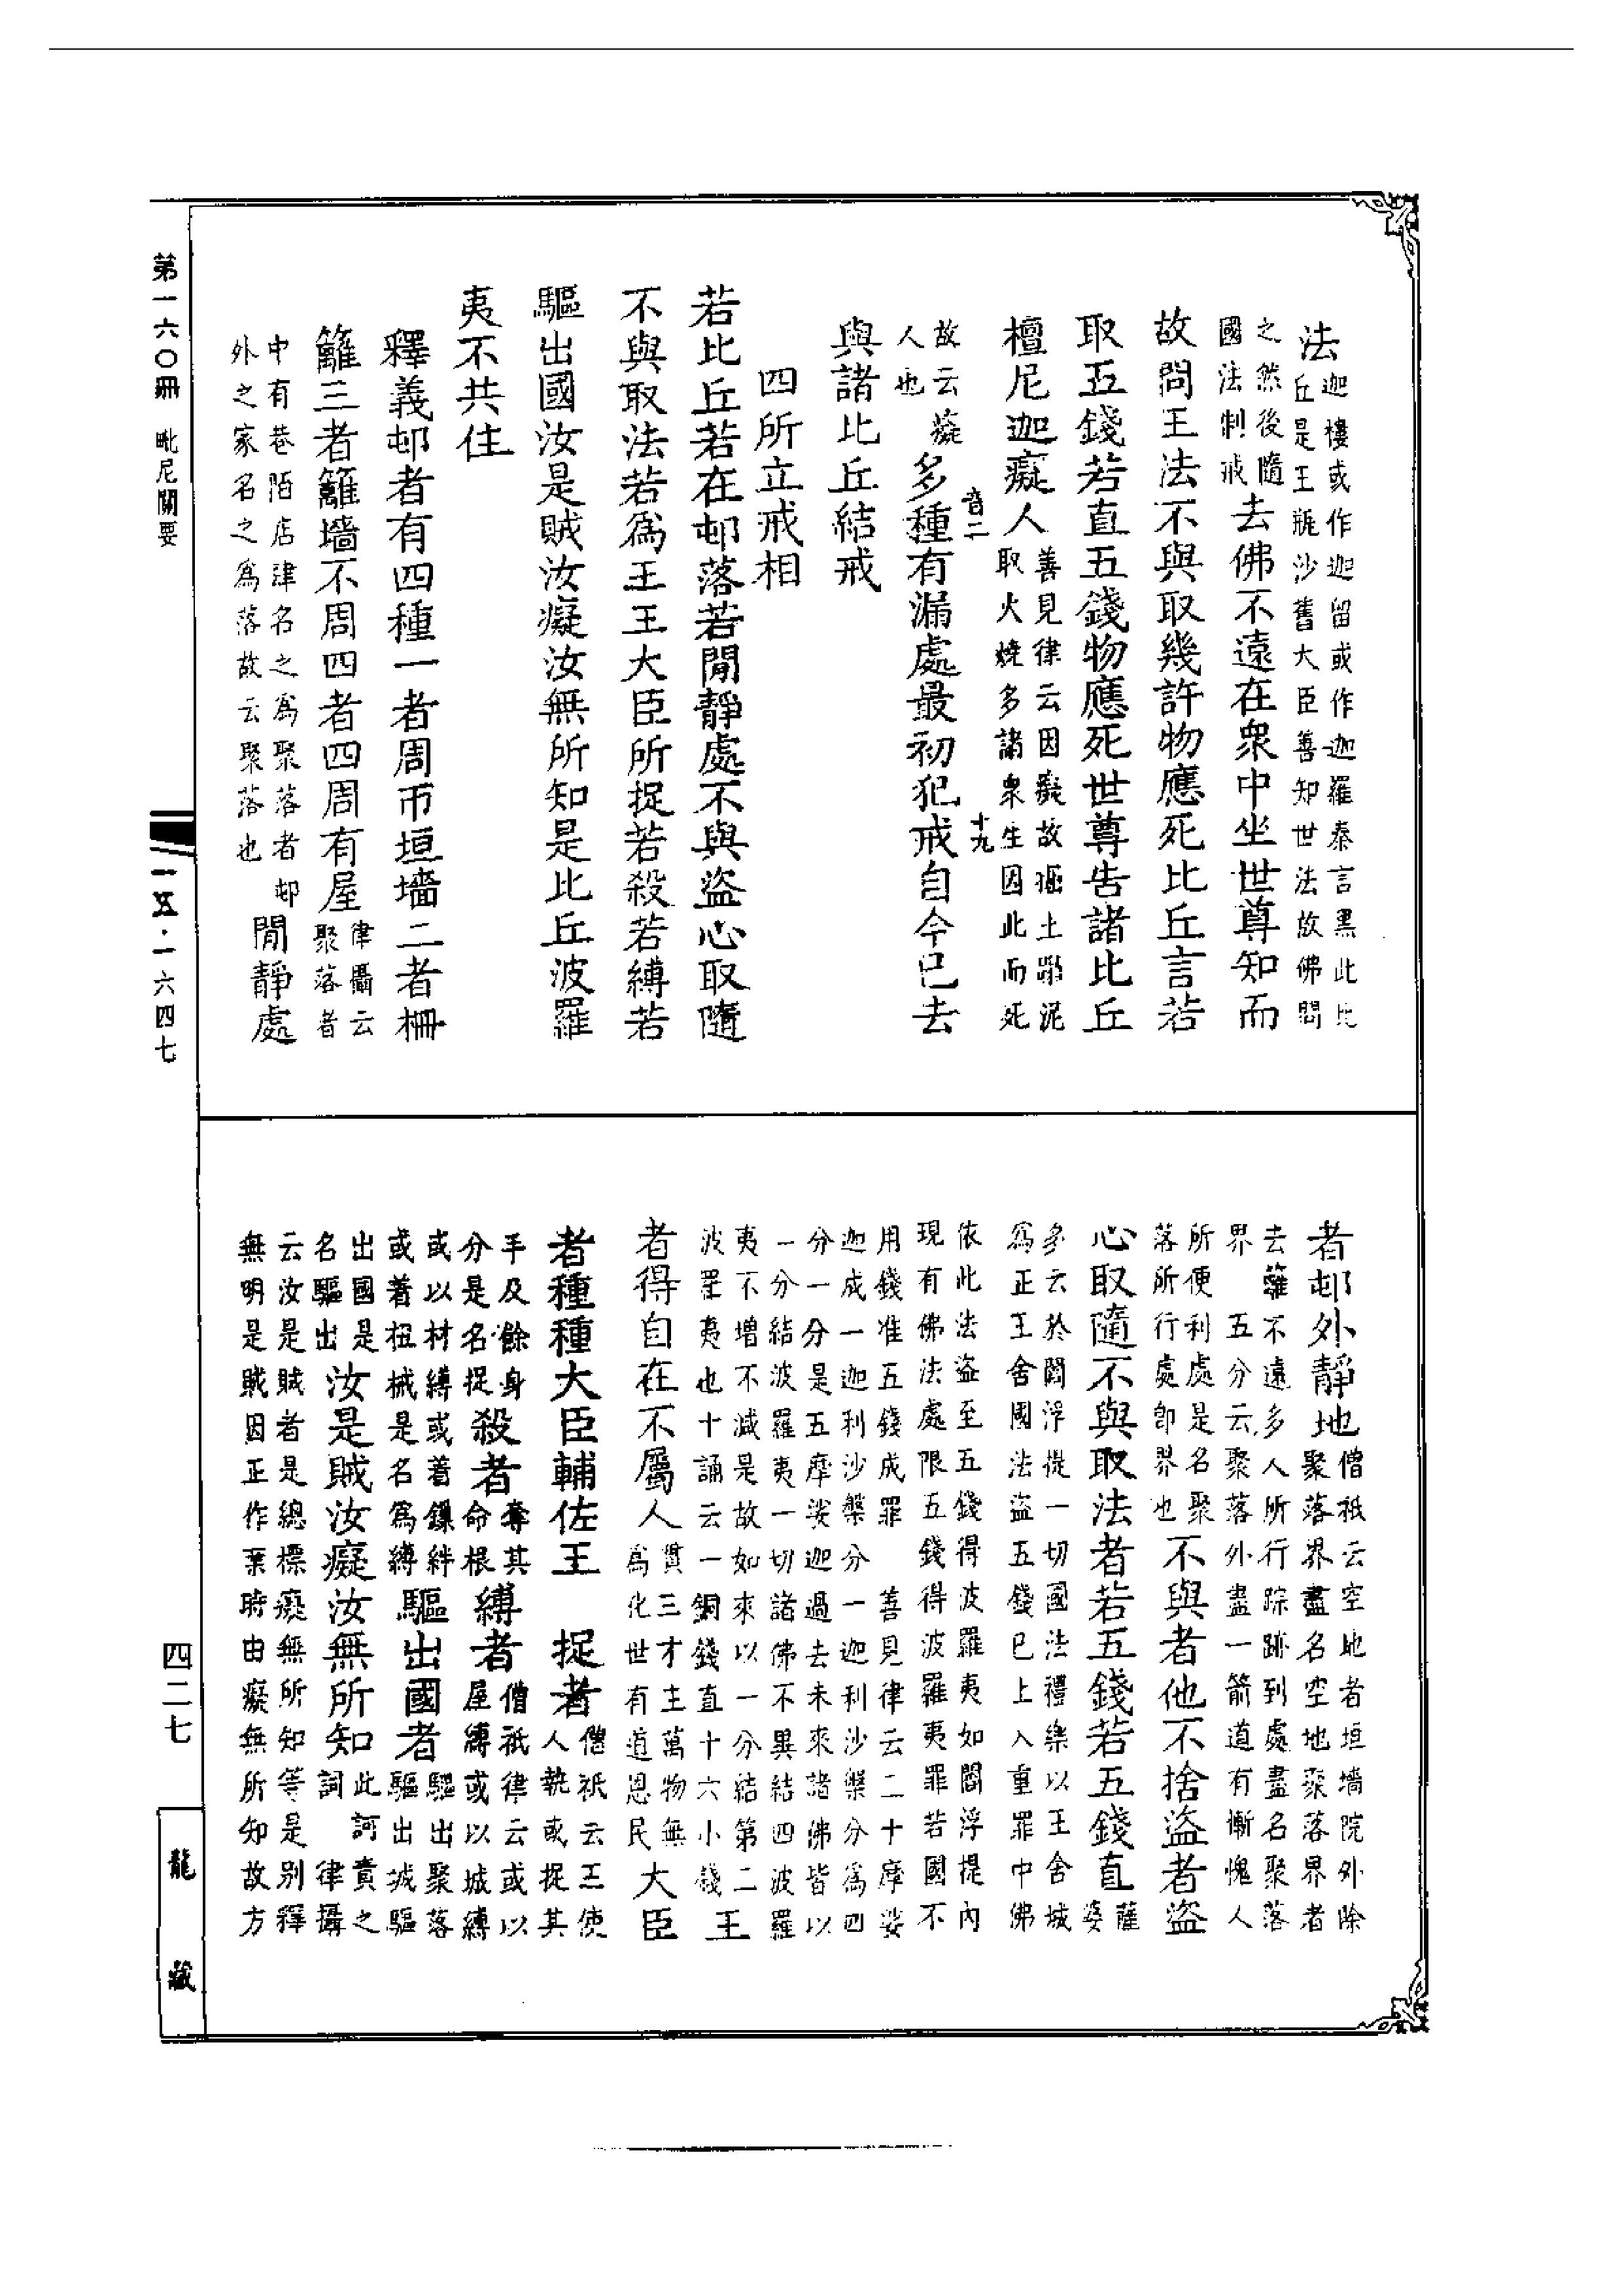 法迦樓或作迦留或作迦羅秦言黑此比
丘是王瓶沙舊大臣善知世法故佛問
之然後隨
國法制戒去佛不遠在衆中坐世尊知而
故問王法不與取幾許物應死比丘言若
取五錢若直五錢物應死世尊告諸比丘
檀尼迦癡人善見律云因癡故掘土蹋泥
取火燒多諸衆生因此而死
故云癡
人也多種有漏處最初犯戒自今已去
音二
十九
與諸比丘結戒
四所立戒相
若比丘若在邨落若閒靜處不與盜心取隨
不與取法若爲王王大臣所捉若殺若縛若
驅出國汝是賊汝癡汝無所知是比丘波羅
夷不共住
釋義邨者有四種一者周帀垣墻二者柵
籬三者籬墻不周四者四周有屋律攝云
聚落者
中有巷陌店肆名之爲聚落者邨
外之家名之爲落故云聚落也閒靜處
者邨外靜地僧祇云空地者垣墻院外除
聚落界盡名空地聚落界者
去籬不遠多人所行踪跡到處盡名聚落
界 五分云聚落外盡一箭道有慚愧人
所便利處是名聚
落所行處即界也不與者他不捨盜者盜
心取隨不與取法者若五錢若五錢直薩
婆
多云於閻浮提一切國法禮樂以王舍城
爲正王舍國法盜五錢已上入重罪中佛
依此法盜至五錢得波羅夷如閻浮提內
現有佛法處限五錢得波羅夷罪若國不
用錢准五錢成罪 善見律云二十摩娑
迦成一迦利沙槃分一迦利沙槃分爲四
分一分是五摩娑迦過去未來諸佛皆以
一分結波羅夷一切諸佛不異結四波羅
夷不增不減是故如來以一分結第二
波羅夷也十誦云一銅錢直十六小錢王
者得自在不屬人貫三才主萬物無
爲化世有道恩民大臣
者種種大臣輔佐王 捉者僧祇云王使
人執或捉其
手及餘身
分是名捉殺者奪其
命根縛者僧祇律云或以
屋縛或以城縛
或以材縛或着鏁絆
或着杻械是名爲縛驅出國者驅出聚落
驅出城驅
出國是
名驅出汝是賊汝癡汝無所知此訶責之
詞 律攝
云汝是賊者是總標癡無所知等是別釋
無明是賊因正作業時由癡無所知故方
第一六〇冊 毗尼關要
一五·一六四七
四二七
龍藏